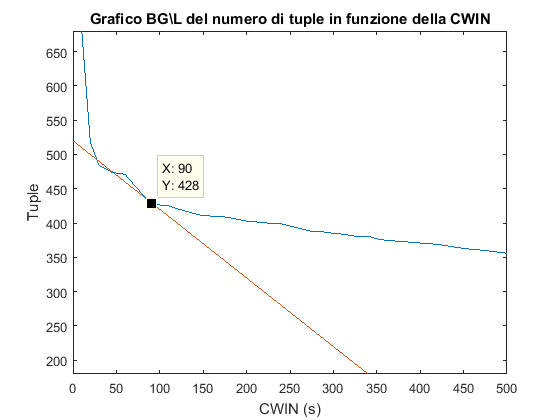 Grafico BG\L del numero di tuple in funzione della CWIN
650
600
550
500
450
400
350
300
250
200
Tuple
X: 90
Y: 428
0 50 100 150 200 250 300 350 400 450 500
CWIN (s)